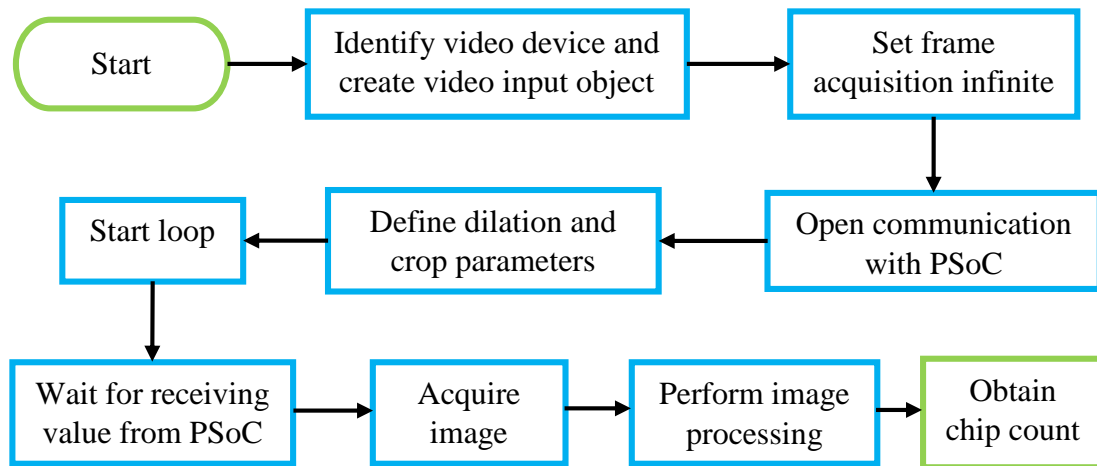 Start
Identify video device and
create video input object
Set frame
acquisition infinite
Open communication
with PSoC
Define dilation and
crop parameters
Start loop
Wait for receiving
value from PSoC
Acquire
image
Perform image
processing
Obtain
chip count